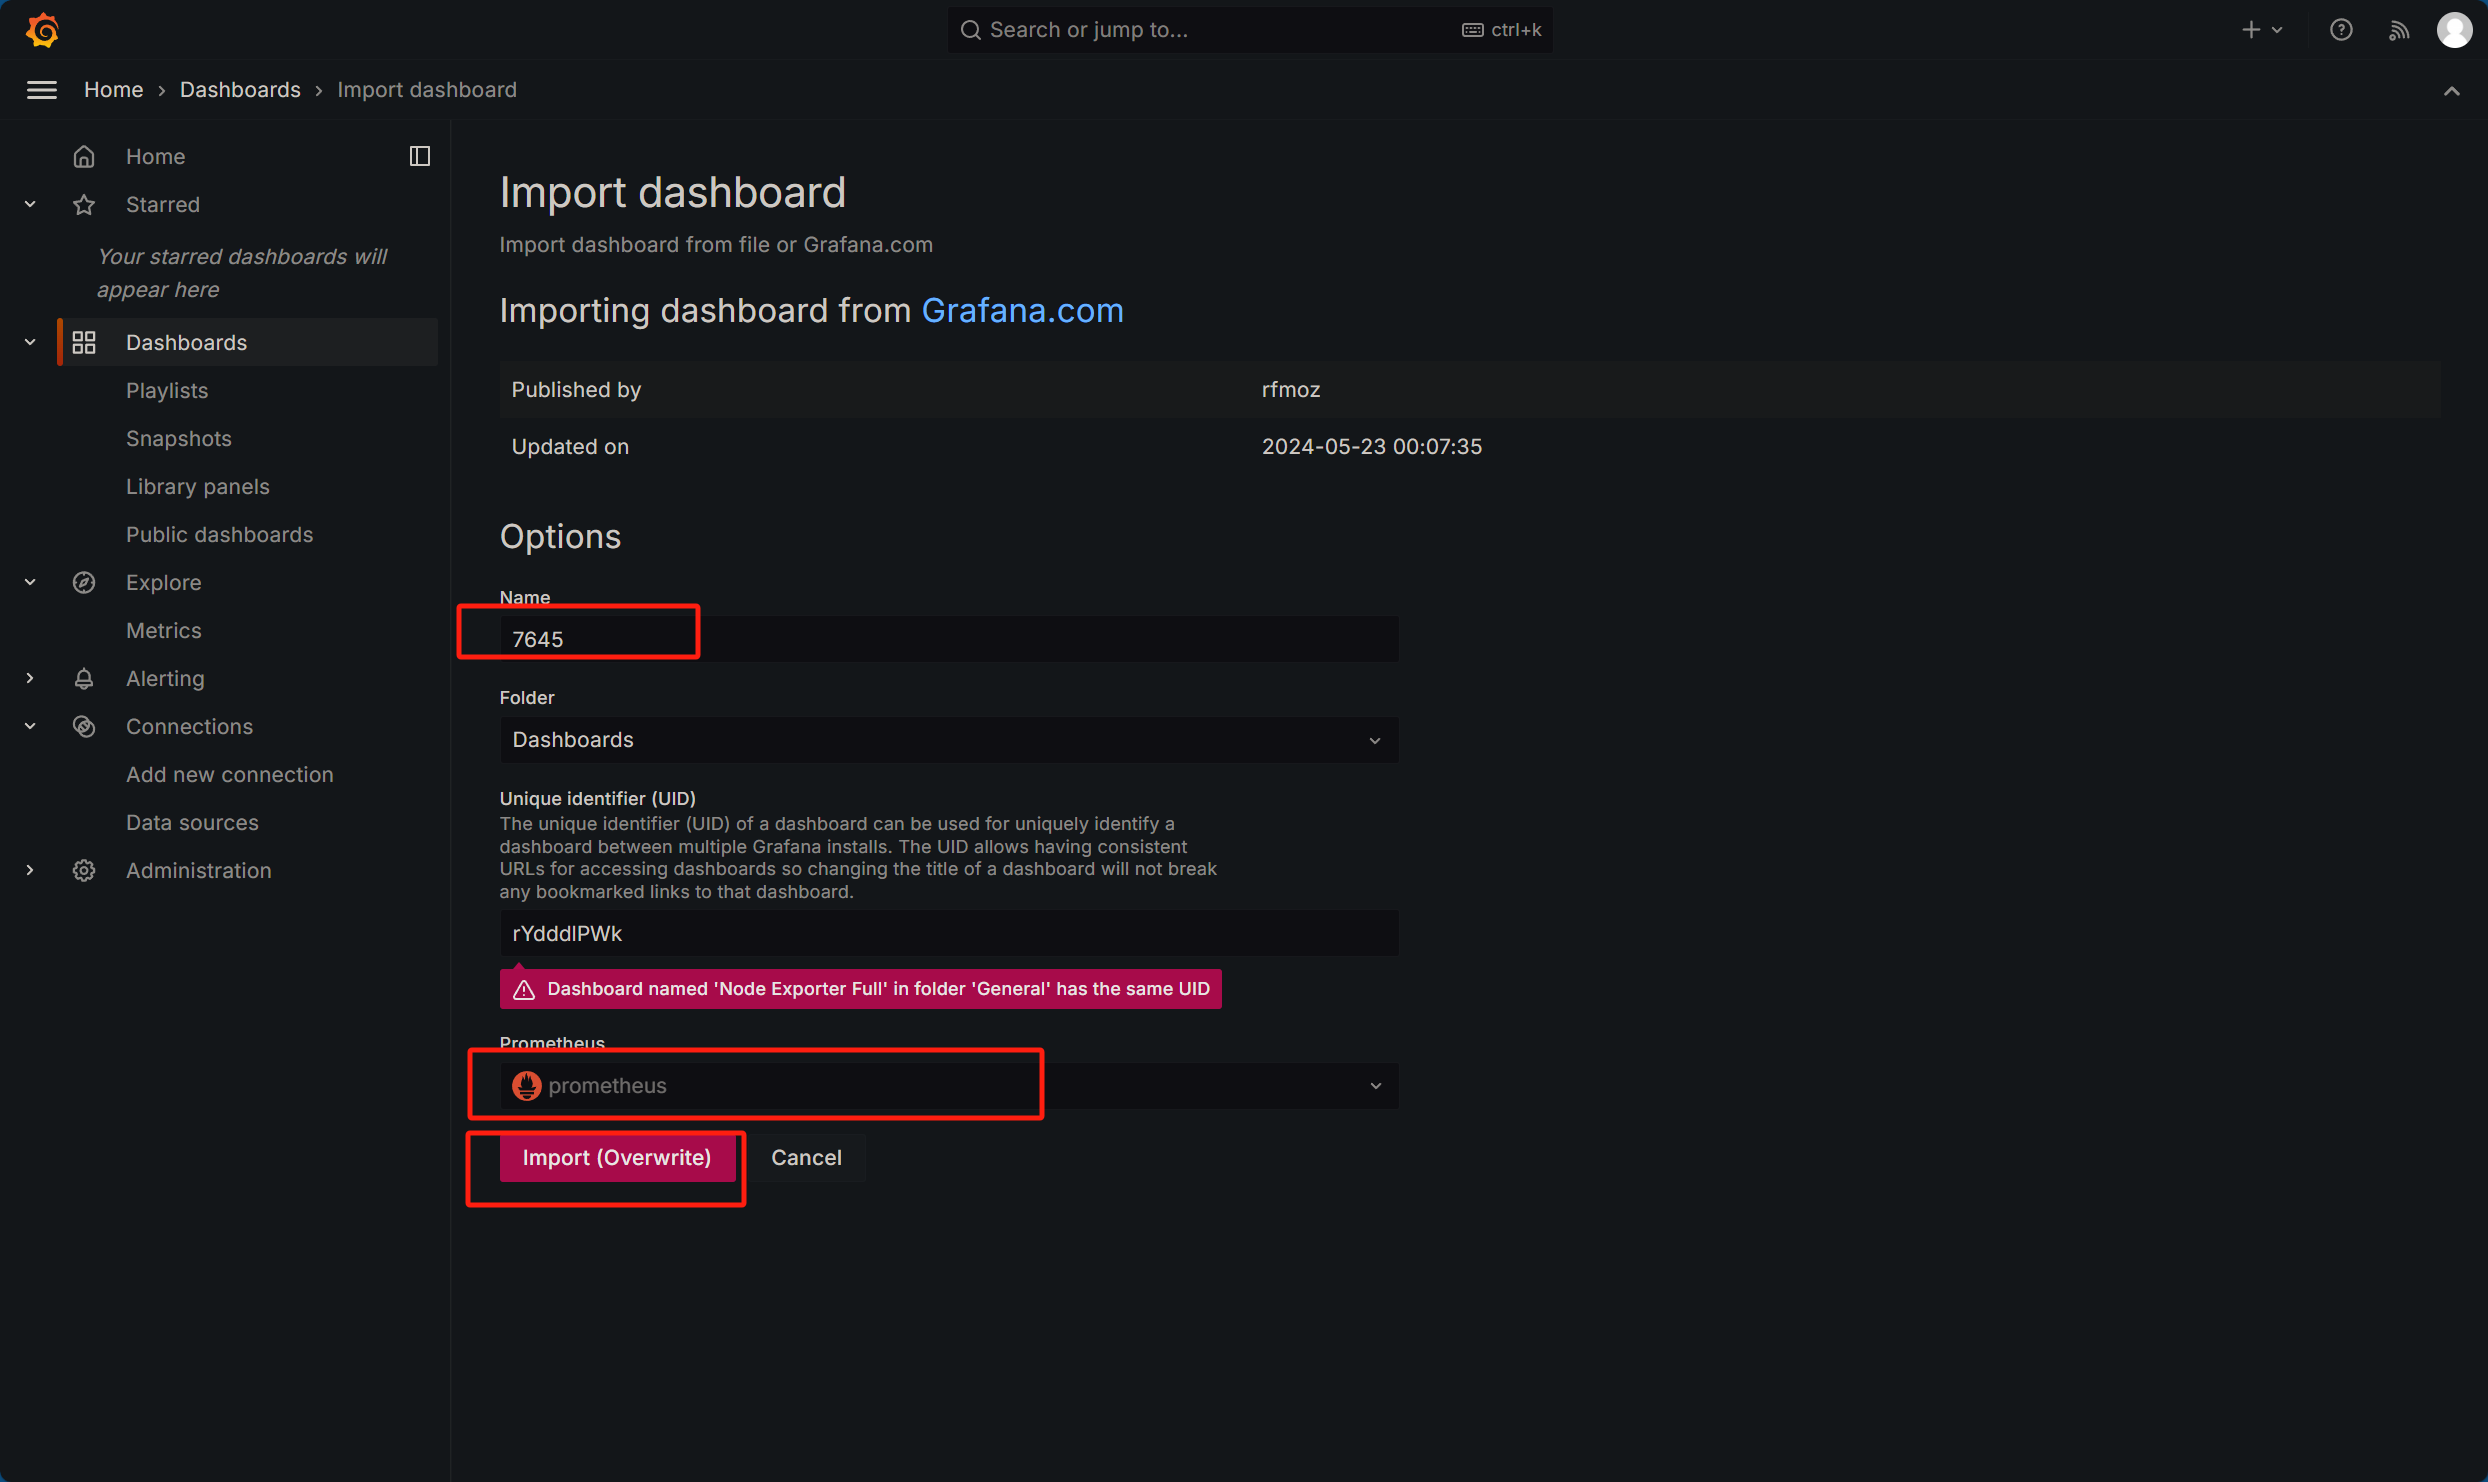 Search or jump to...
ctrl+k
Home
Dashboards
Import dashboard
Home
Starred
Your starred dashboards will
appear here
Dashboards
Playlists
Snapshots
Library panels
Public dashboards
Explore
Metrics
Alerting
Connections
Add new connection
Data sources
Administration
Import dashboard
Import dashboard from file or Grafana.com
Importing dashboard from Grafana.com
Published by rfmoz
Updated on 2024-05-23 00:07:35
Options
Name
7645
Folder
Dashboards
Unique identifier (UID)
The unique identifier (UID) of a dashboard can be used for uniquely identify a
dashboard between multiple Grafana installs. The UID allows having consistent
URLs for accessing dashboards so changing the title of a dashboard will not break
any bookmarked links to that dashboard.
rYdddlPWk
Dashboard named 'Node Exporter Full' in folder 'General' has the same UID
Prometheus
prometheus
Import (Overwrite)
Cancel